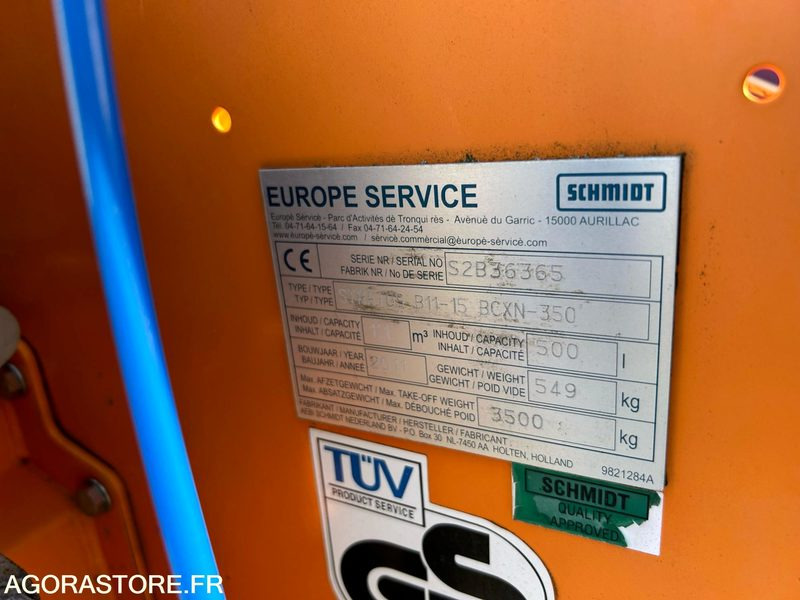 EUROPE SERVICE
SCHMIDT
Europe Service - Parc d'Activités de Tronqui rès - Avenue du Garric - 15000 AURILLAC
Tél. 04-71-64-15-64 / Fax 04-71-64-24-54
www.europe-service.com / service.commercial@europe-service.com
CE
SERIE NR / SERIAL NO
FABRIK NR / No DE SERIE
S2B36365
TYPE / TYPE
TYP / TYPE
B11-15 BCXN-350
INHOUD / CAPACITY
INHALT / CAPACITÉ
m³
INHOUD / CAPACITY
INHALT / CAPACITÉ
500
l
BOUWJAAR / YEAR
BAUJAHR / ANNÉE
2011
GEWICHT / WEIGHT
GEWICHT / POID VIDE
549
kg
Max. AFZETGEWICHT / Max. TAKE-OFF WEIGHT
Max. ABSATZGEWICHT / Max. DÉBOUCHÉ POID
3500
kg
FABRIKANT / MANUFACTURER / HERSTELLER / FABRICANT :
AEBI SCHMIDT NEDERLAND BV - P.O. Box 30 NL-7450 AA HOLTEN, HOLLAND
9821284A
TÜV
PRODUCT SERVICE
GS
SCHMIDT
QUALITY
APPROVED
AGORASTORE.FR